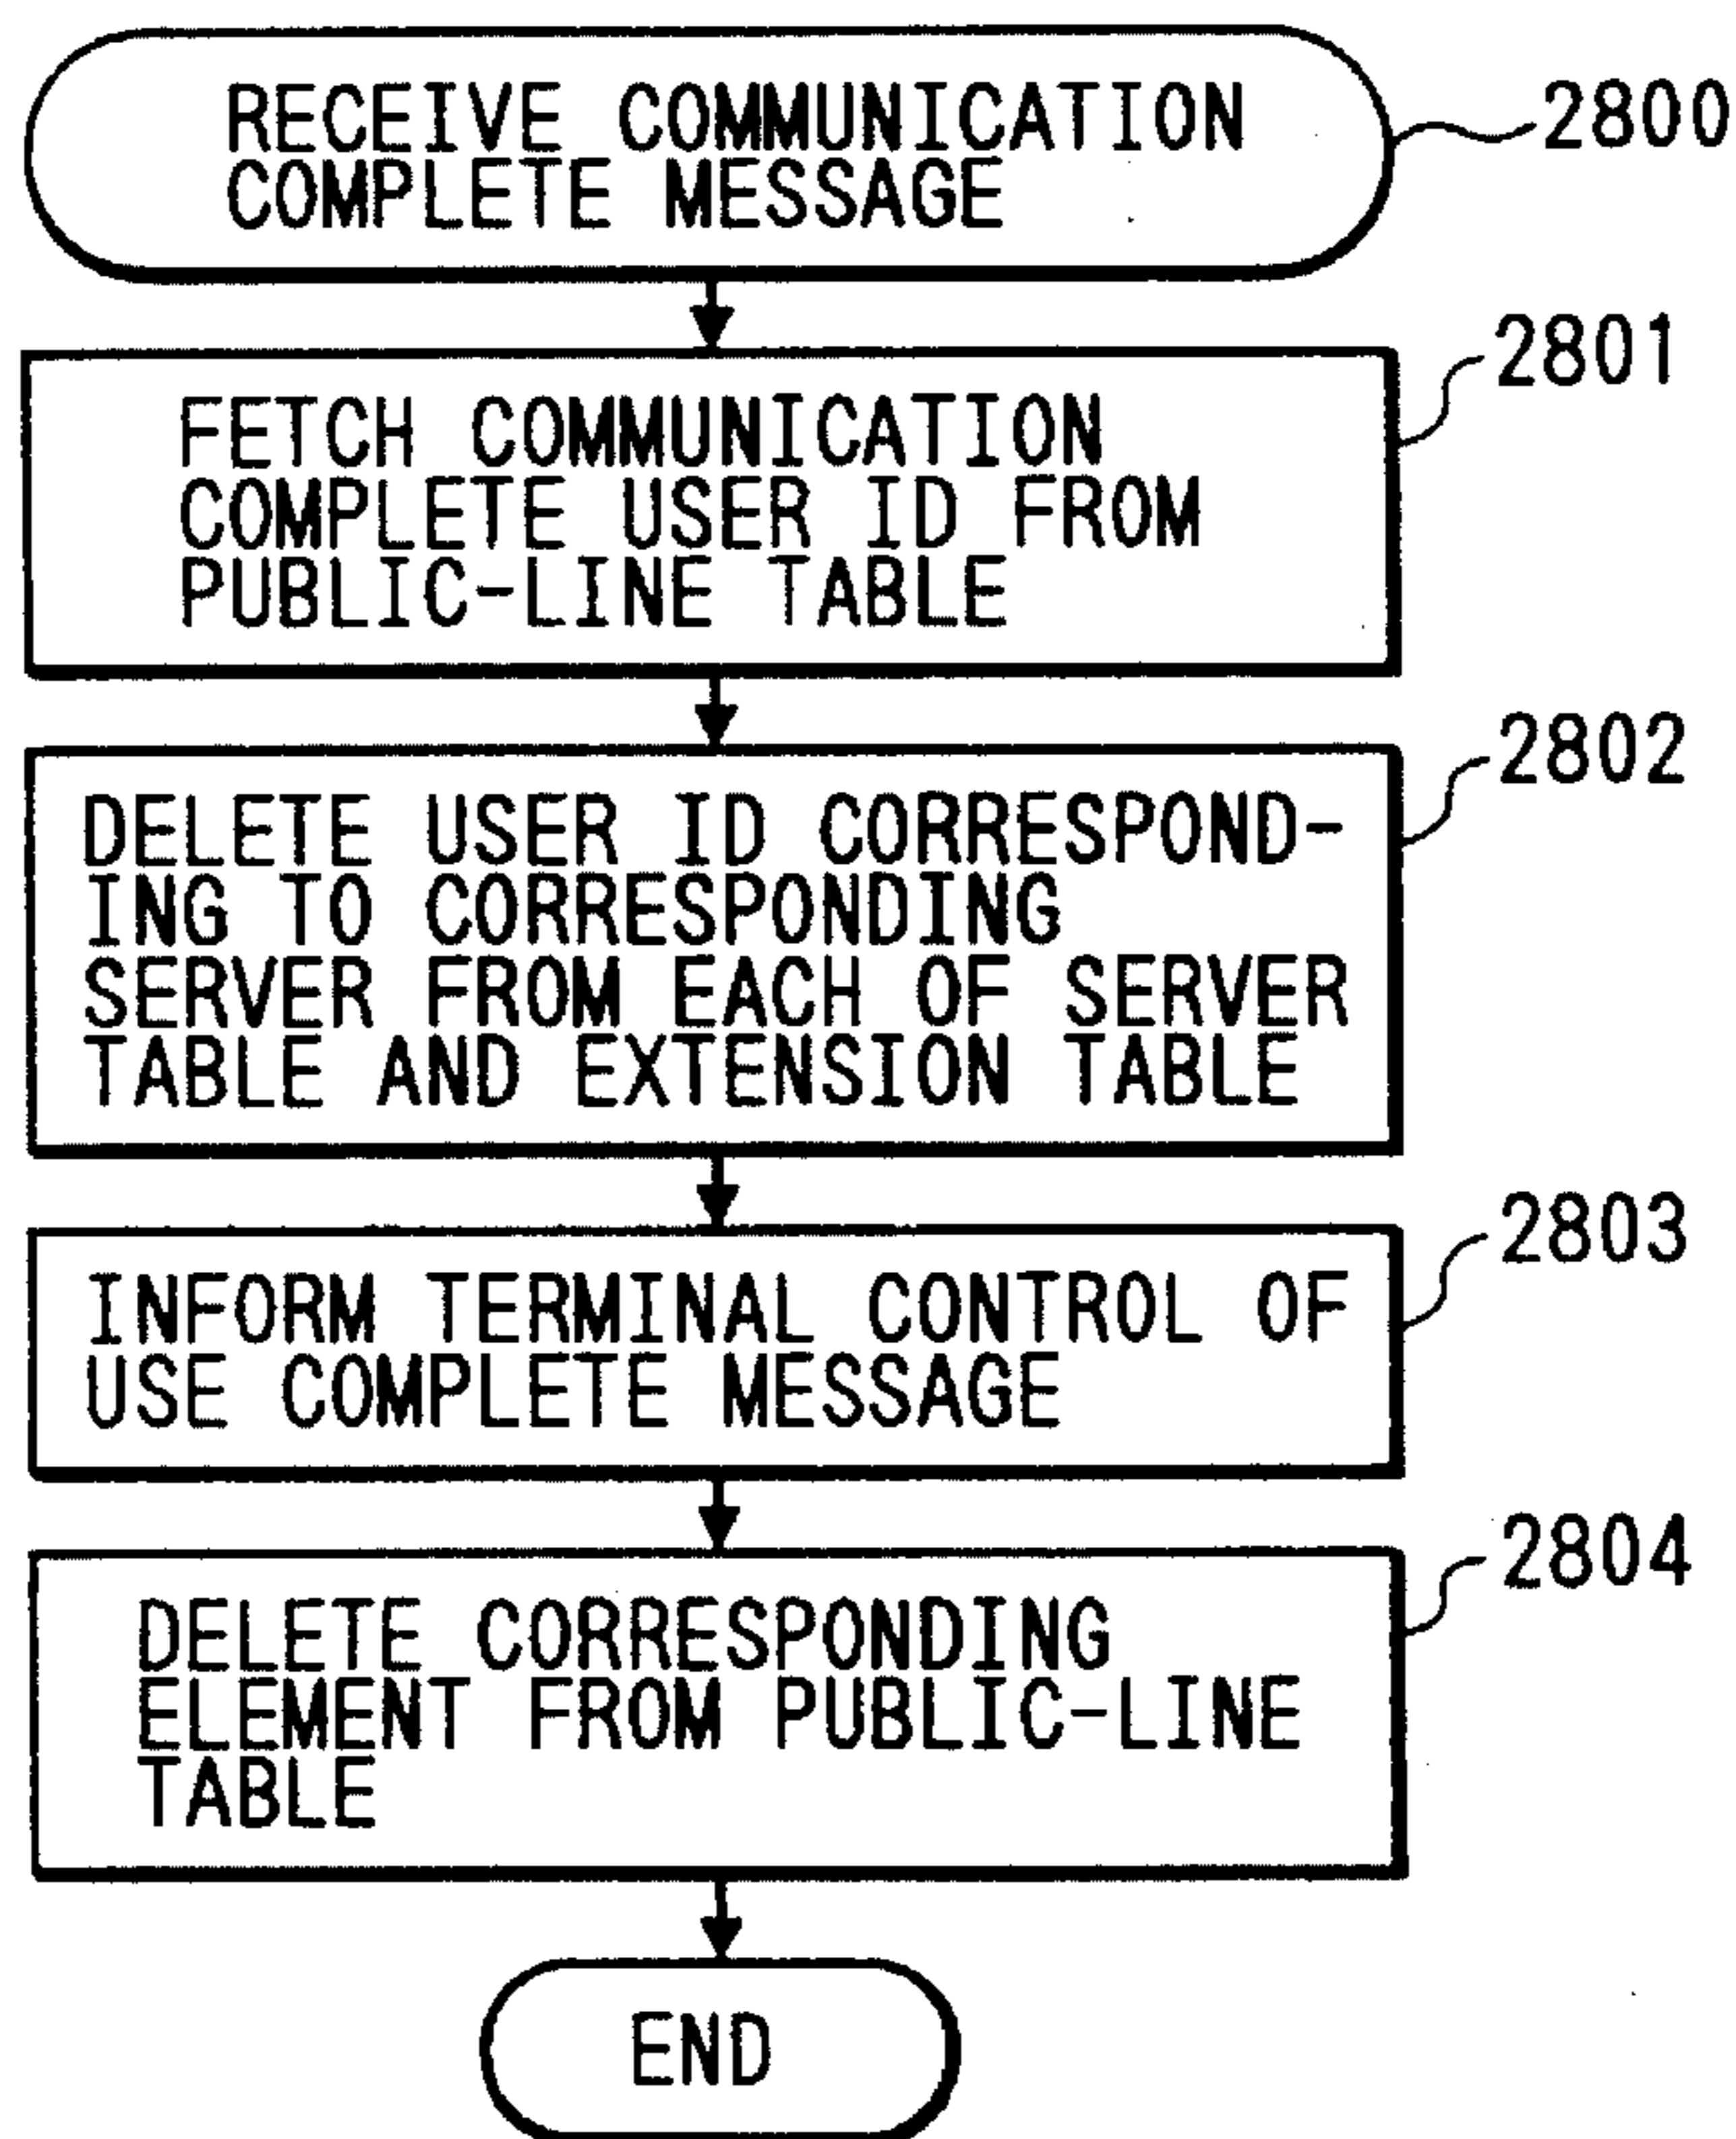 RECEIVE COMMUNICATION
COMPLETE MESSAGE
2800
FETCH COMMUNICATION
COMPLETE USER ID FROM
PUBLIC-LINE TABLE
2801
DELETE USER ID CORRESPOND-
ING TO CORRESPONDING
SERVER FROM EACH OF SERVER
TABLE AND EXTENSION TABLE
2802
INFORM TERMINAL CONTROL OF
USE COMPLETE MESSAGE
2803
DELETE CORRESPONDING
ELEMENT FROM PUBLIC-LINE
TABLE
2804
END